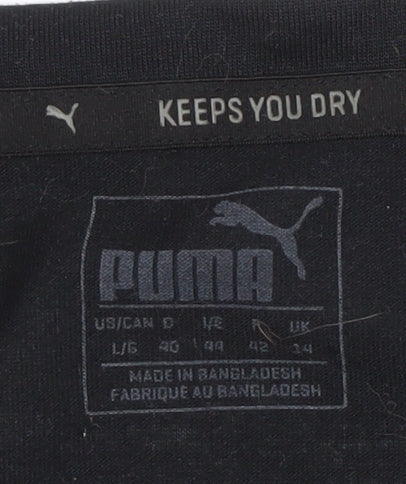 KEEPS YOU DRY
PUMA
US/CAN D I/E F UK
L/G 40 44 42 14
MADE IN BANGLADESH
FABRIQUE AU BANGLADESH